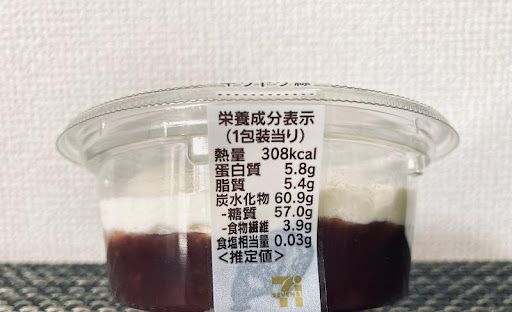 栄養成分表示
(1包装当り)
熱量 308kcal
蛋白質 5.8g
脂質 5.4g
炭水化物 60.9g
-糖質 57.0g
-食物繊維 3.9g
食塩相当量 0.03g
<推定値>
7i